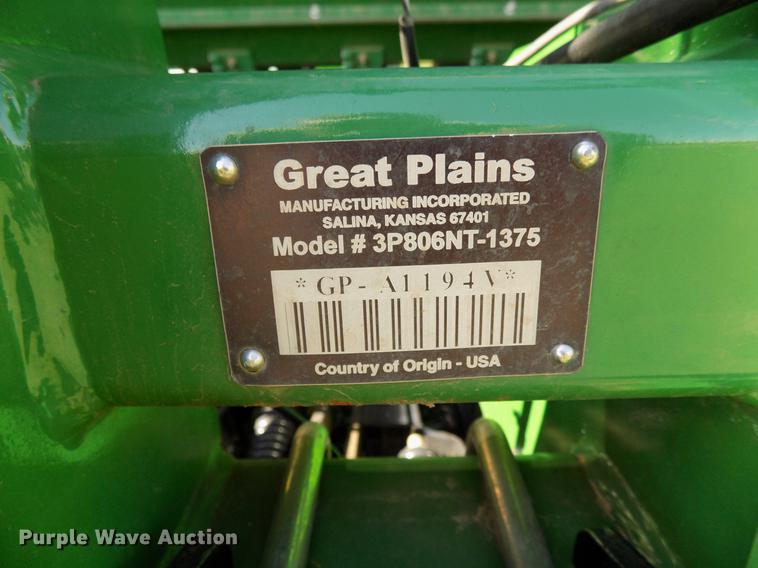 Great Plains
MANUFACTURING INCORPORATED
SALINA, KANSAS 67401
Model # 3P806NT-1375
*GP-A1194V*
Country of Origin - USA
Purple Wave Auction